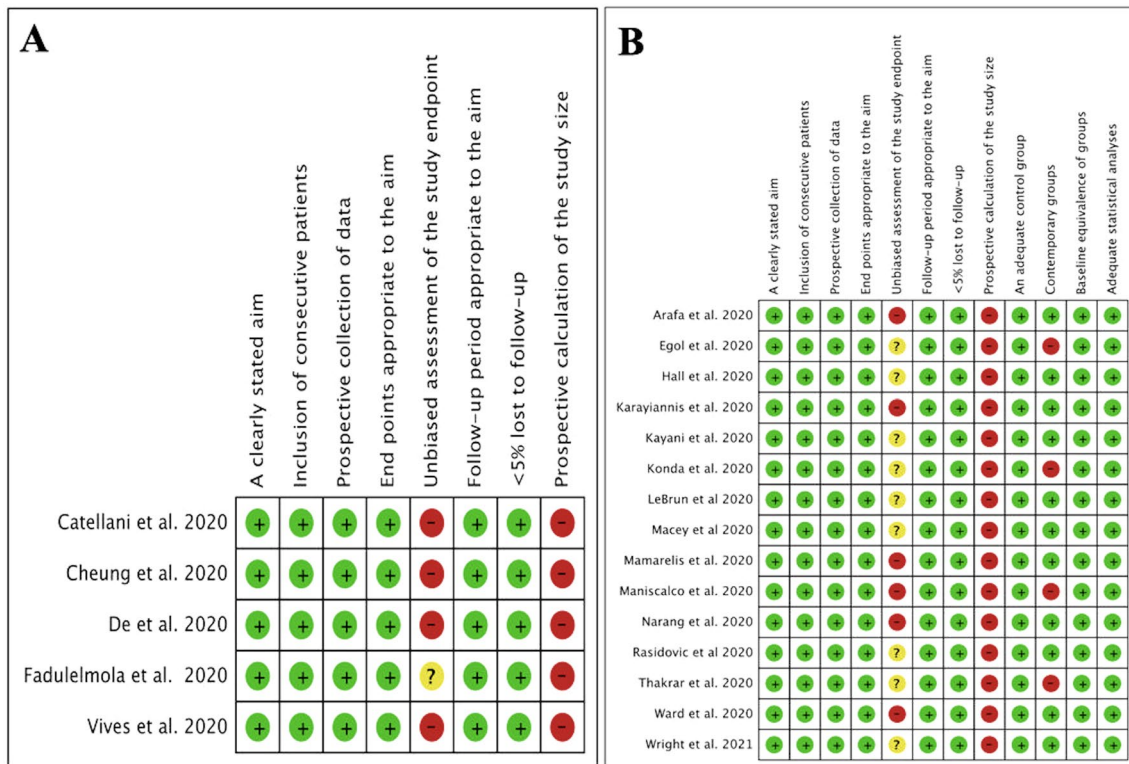 A
A clearly stated aim
Inclusion of consecutive patients
Prospective collection of data
End points appropriate to the aim
Unbiased assessment of the study endpoint
Follow-up period appropriate to the aim
<5% lost to follow-up
Prospective calculation of the study size
Catellani et al. 2020 + + + + - + + -
Cheung et al. 2020 + + + + - + + -
De et al. 2020 + + + + - + + -
Fadulelmola et al. 2020 + + + + ? + + -
Vives et al. 2020 + + + + - + + -
B
A clearly stated aim
Inclusion of consecutive patients
Prospective collection of data
End points appropriate to the aim
Unbiased assessment of the study endpoint
Follow-up period appropriate to the aim
<5% lost to follow-up
Prospective calculation of the study size
An adequate control group
Contemporary groups
Baseline equivalence of groups
Adequate statistical analyses
Arafa et al. 2020 + + + + - + + - + + + +
Egol et al. 2020 + + + + ? + + - + - + +
Hall et al. 2020 + + + + ? + + - + + + +
Karayiannis et al. 2020 + + + + - + + - + + + +
Kayani et al. 2020 + + + + ? + + - + + + +
Konda et al. 2020 + + + + ? + + - + - + +
LeBrun et al 2020 + + + + ? + + - + + + +
Macey et al 2020 + + + + ? + + - + + + +
Mamarelis et al. 2020 + + + + - + + - + + + +
Maniscalco et al. 2020 + + + + - + + - + - + +
Narang et al. 2020 + + + + - + + - + + + +
Rasidovic et al 2020 + + + + ? + + - + + + +
Thakrar et al. 2020 + + + + ? + + - + - + +
Ward et al. 2020 + + + + - + + - + + + +
Wright et al. 2021 + + + + ? + + - + + + +